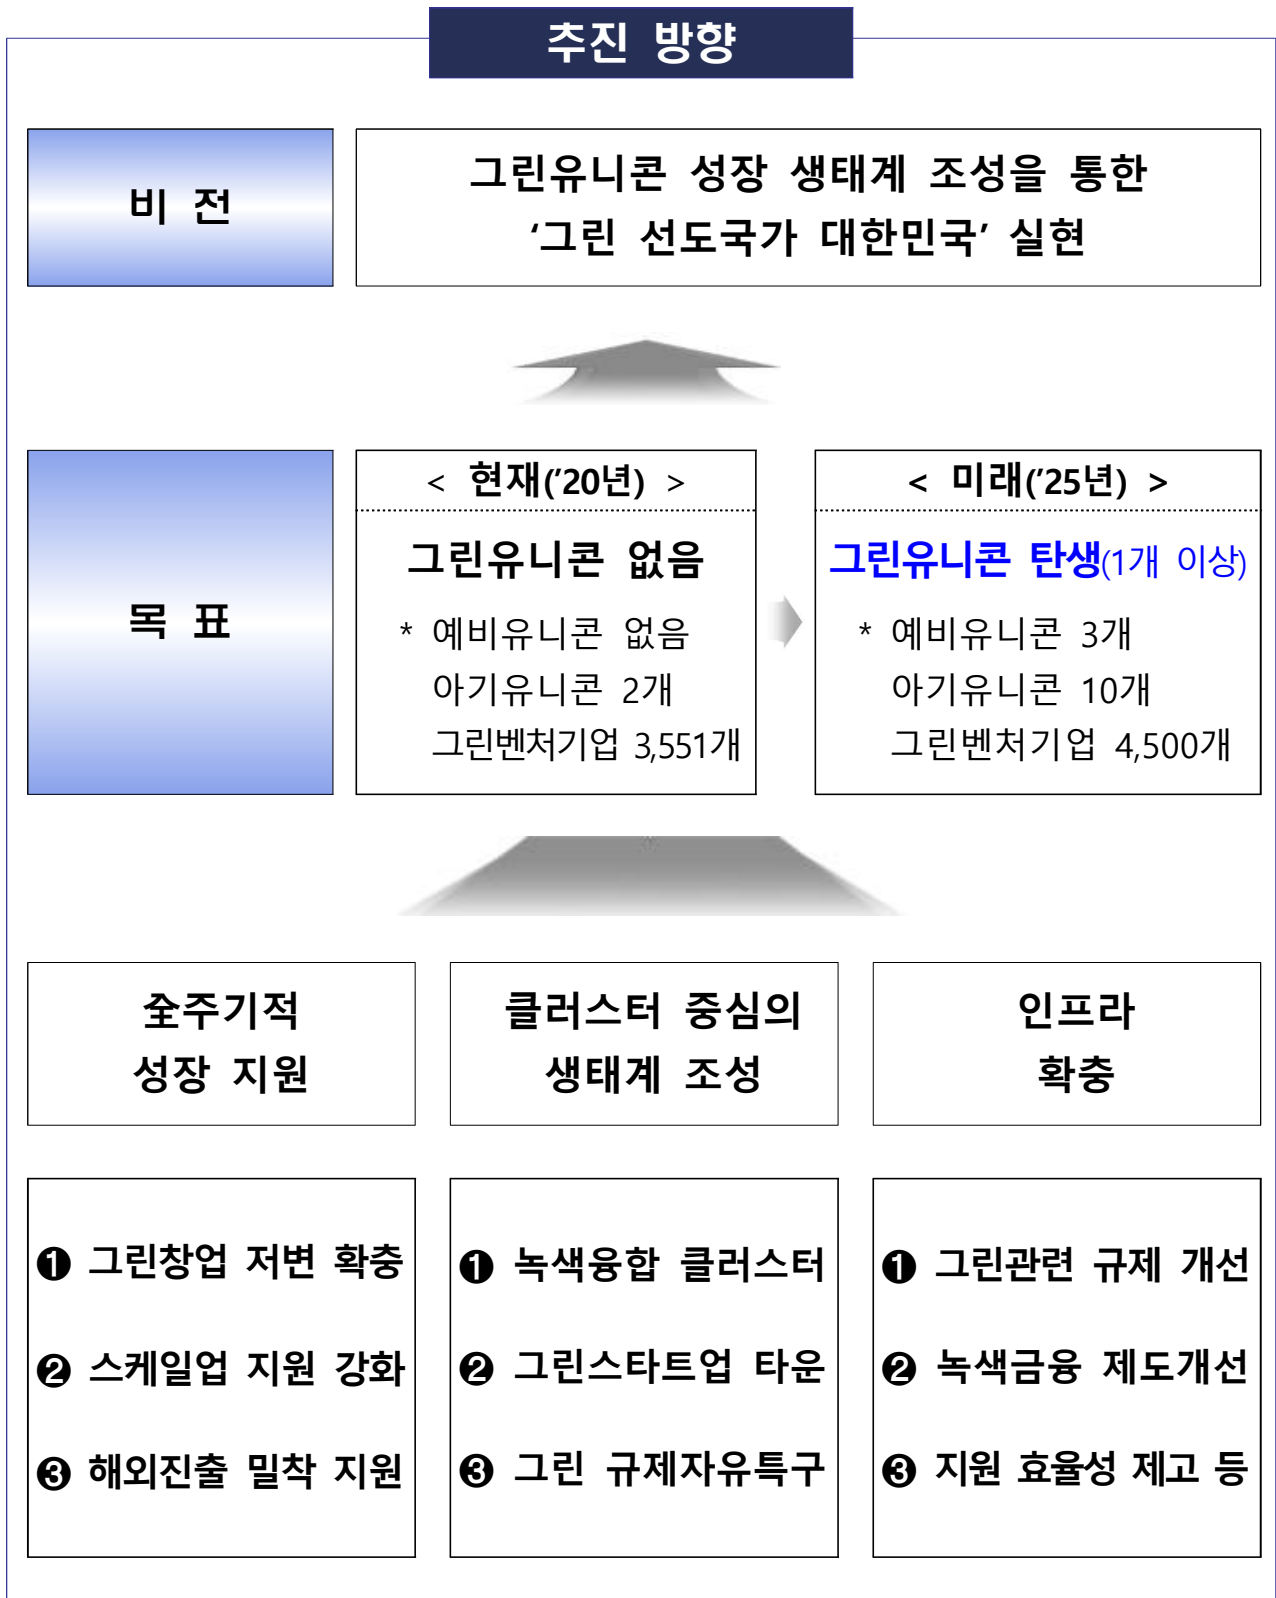 추진 방향
비 전
그린유니콘 성장 생태계 조성을 통한
‘그린 선도국가 대한민국’ 실현
목 표
< 현재(’20년) >
그린유니콘 없음
* 예비유니콘 없음
아기유니콘 2개
그린벤처기업 3,551개
< 미래(’25년) >
그린유니콘 탄생(1개 이상)
* 예비유니콘 3개
아기유니콘 10개
그린벤처기업 4,500개
全주기적
성장 지원
클러스터 중심의
생태계 조성
인프라
확충
❶ 그린창업 저변 확충
❷ 스케일업 지원 강화
❸ 해외진출 밀착 지원
❶ 녹색융합 클러스터
❷ 그린스타트업 타운
❸ 그린 규제자유특구
❶ 그린관련 규제 개선
❷ 녹색금융 제도개선
❸ 지원 효율성 제고 등